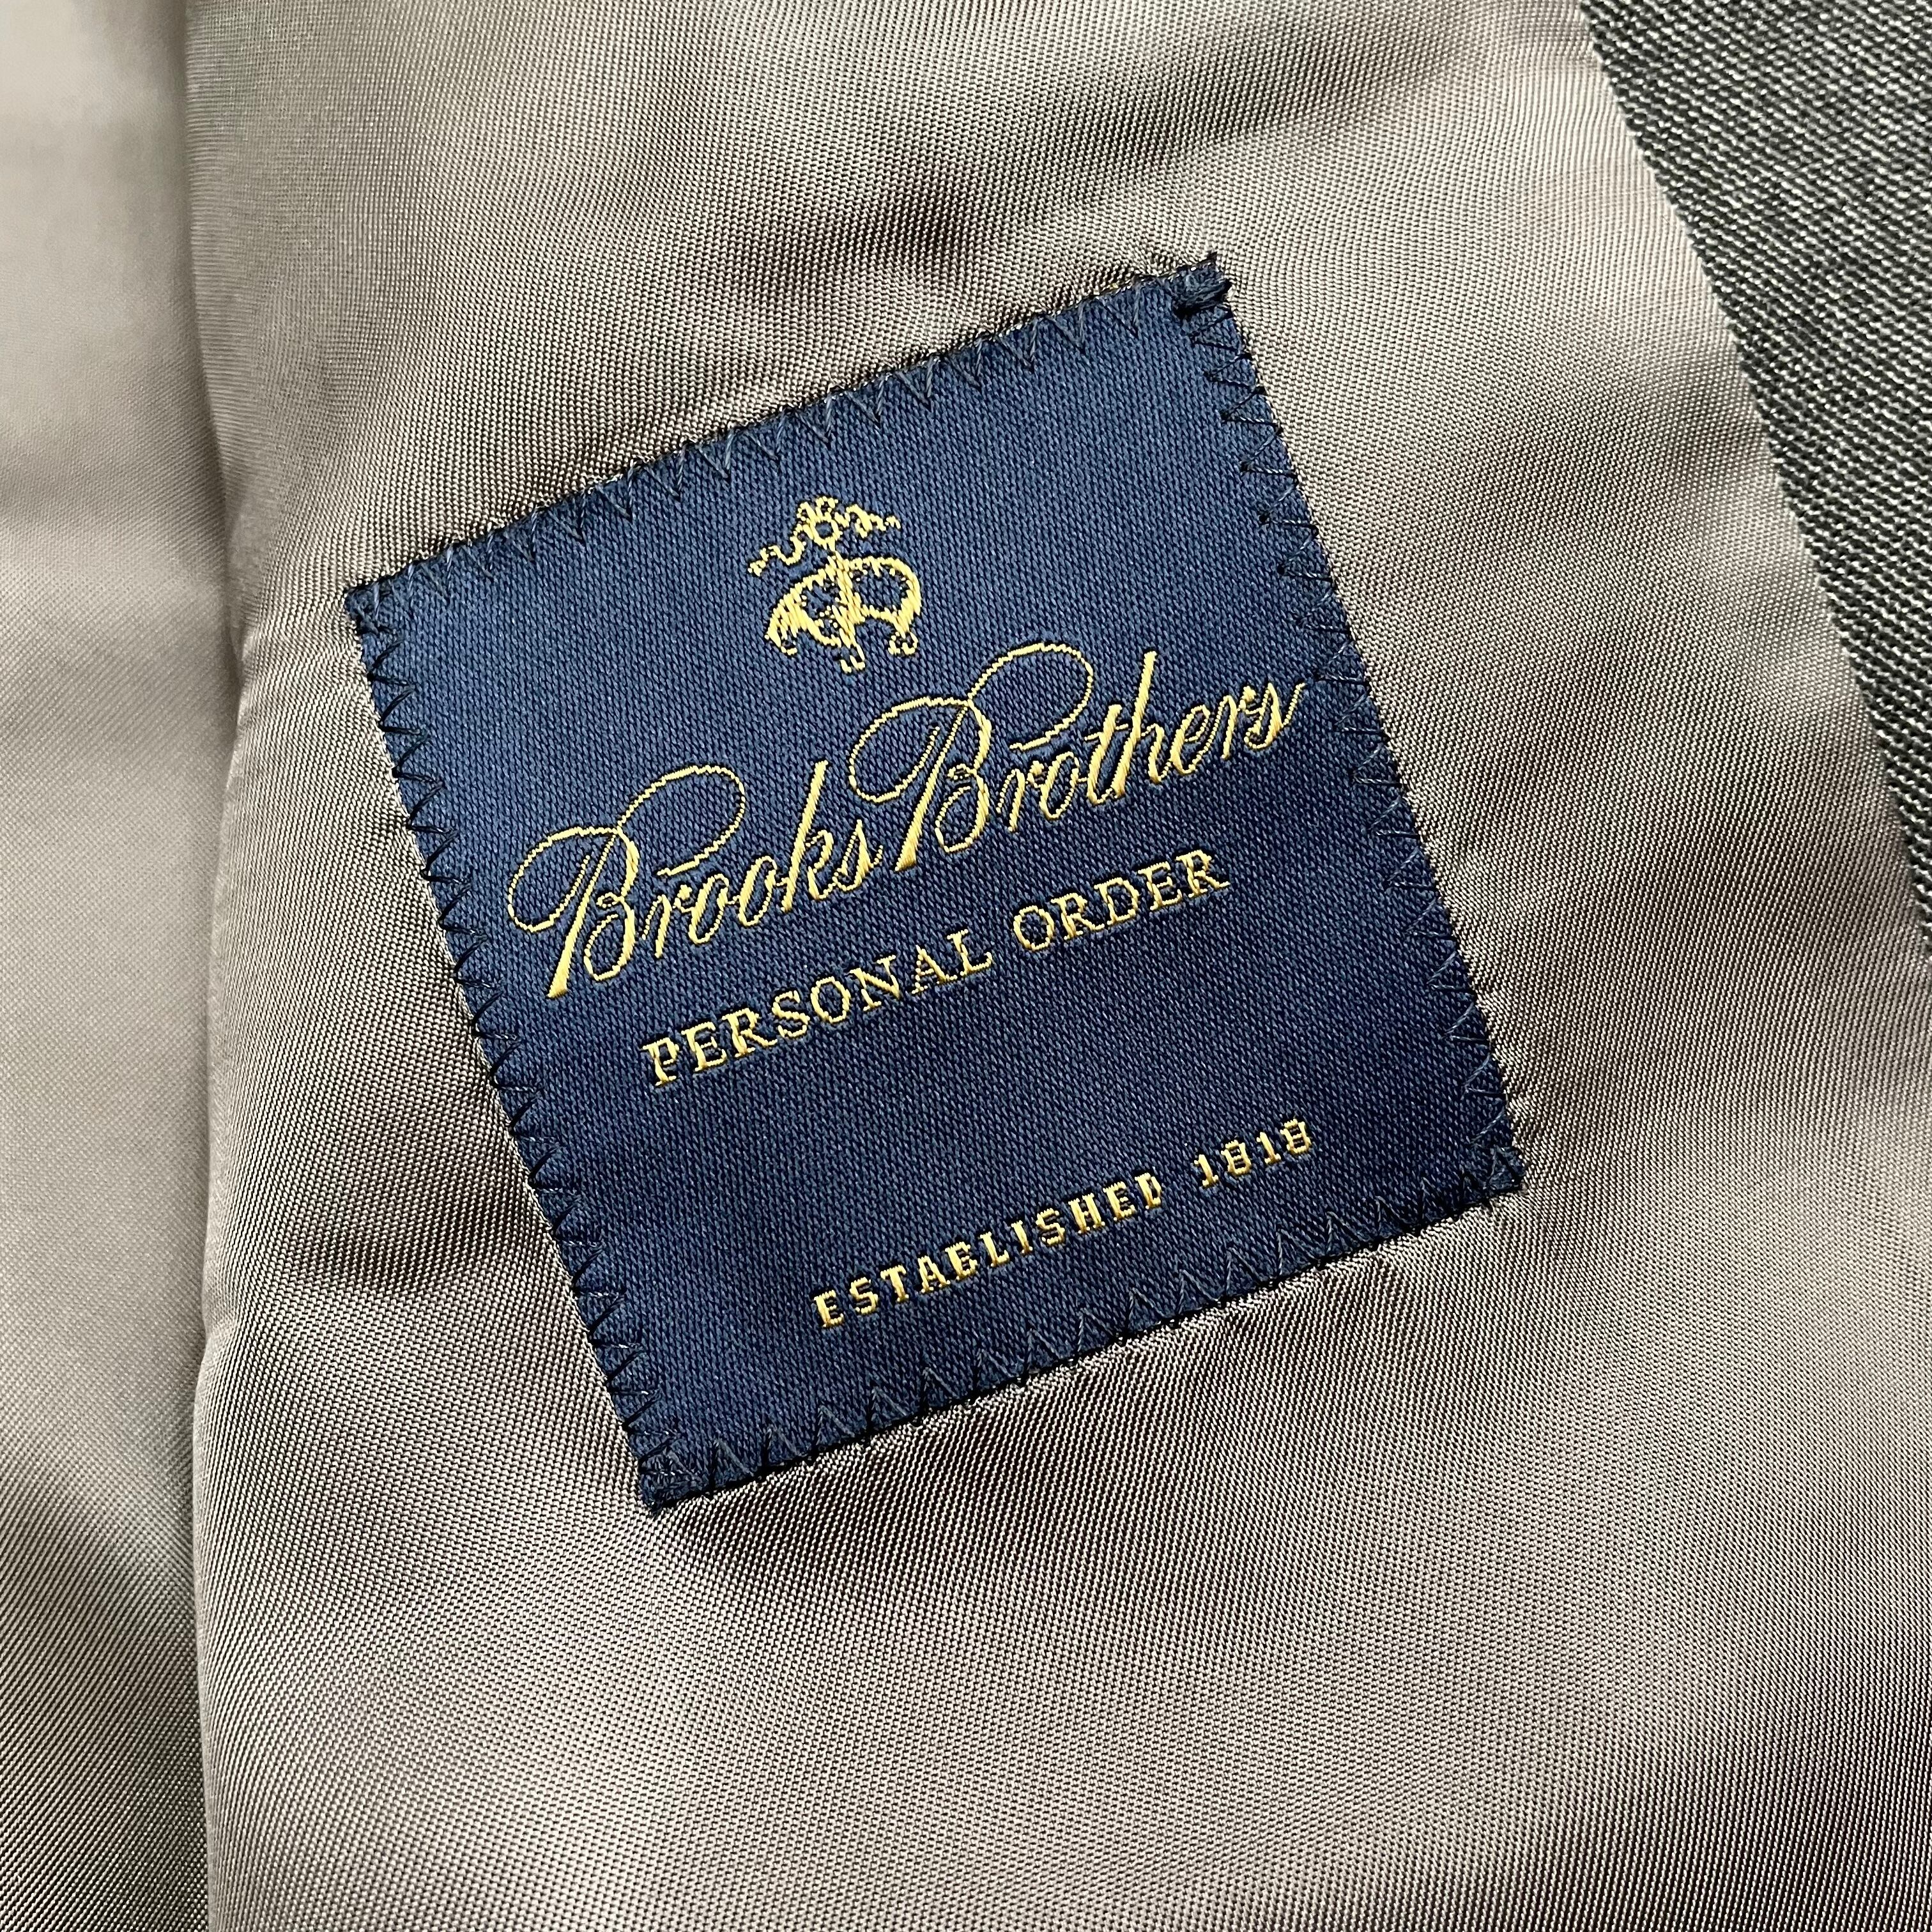 Brooks Brothers
PERSONAL ORDER
ESTABLISHED 1818